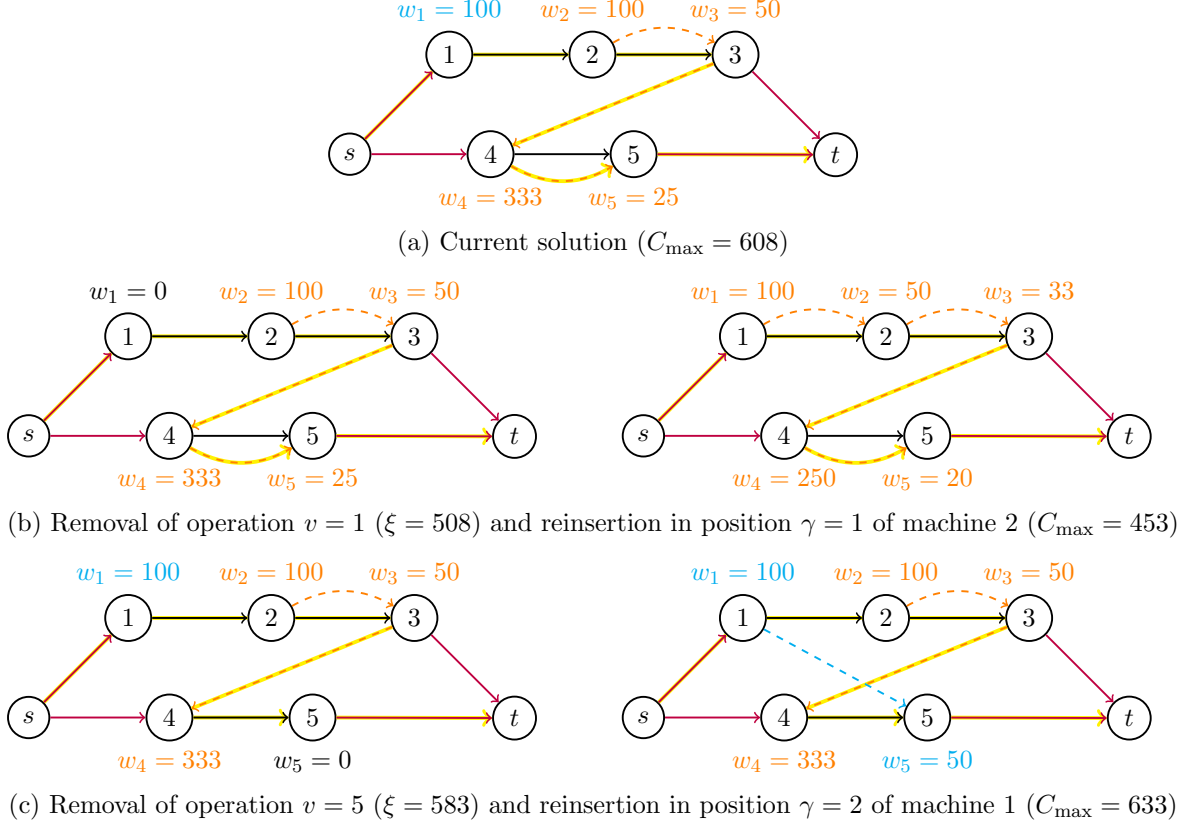 w₁ = 100 w₂ = 100 w₃ = 50
1 2 3
s 4 5 t
w₄ = 333 w₅ = 25
(a) Current solution (C_max = 608)
w₁ = 0 w₂ = 100 w₃ = 50
1 2 3
s 4 5 t
w₄ = 333 w₅ = 25
w₁ = 100 w₂ = 50 w₃ = 33
1 2 3
s 4 5 t
w₄ = 250 w₅ = 20
(b) Removal of operation v = 1 (ξ = 508) and reinsertion in position γ = 1 of machine 2 (C_max = 453)
w₁ = 100 w₂ = 100 w₃ = 50
1 2 3
s 4 5 t
w₄ = 333 w₅ = 0
w₁ = 100 w₂ = 100 w₃ = 50
1 2 3
s 4 5 t
w₄ = 333 w₅ = 50
(c) Removal of operation v = 5 (ξ = 583) and reinsertion in position γ = 2 of machine 1 (C_max = 633)